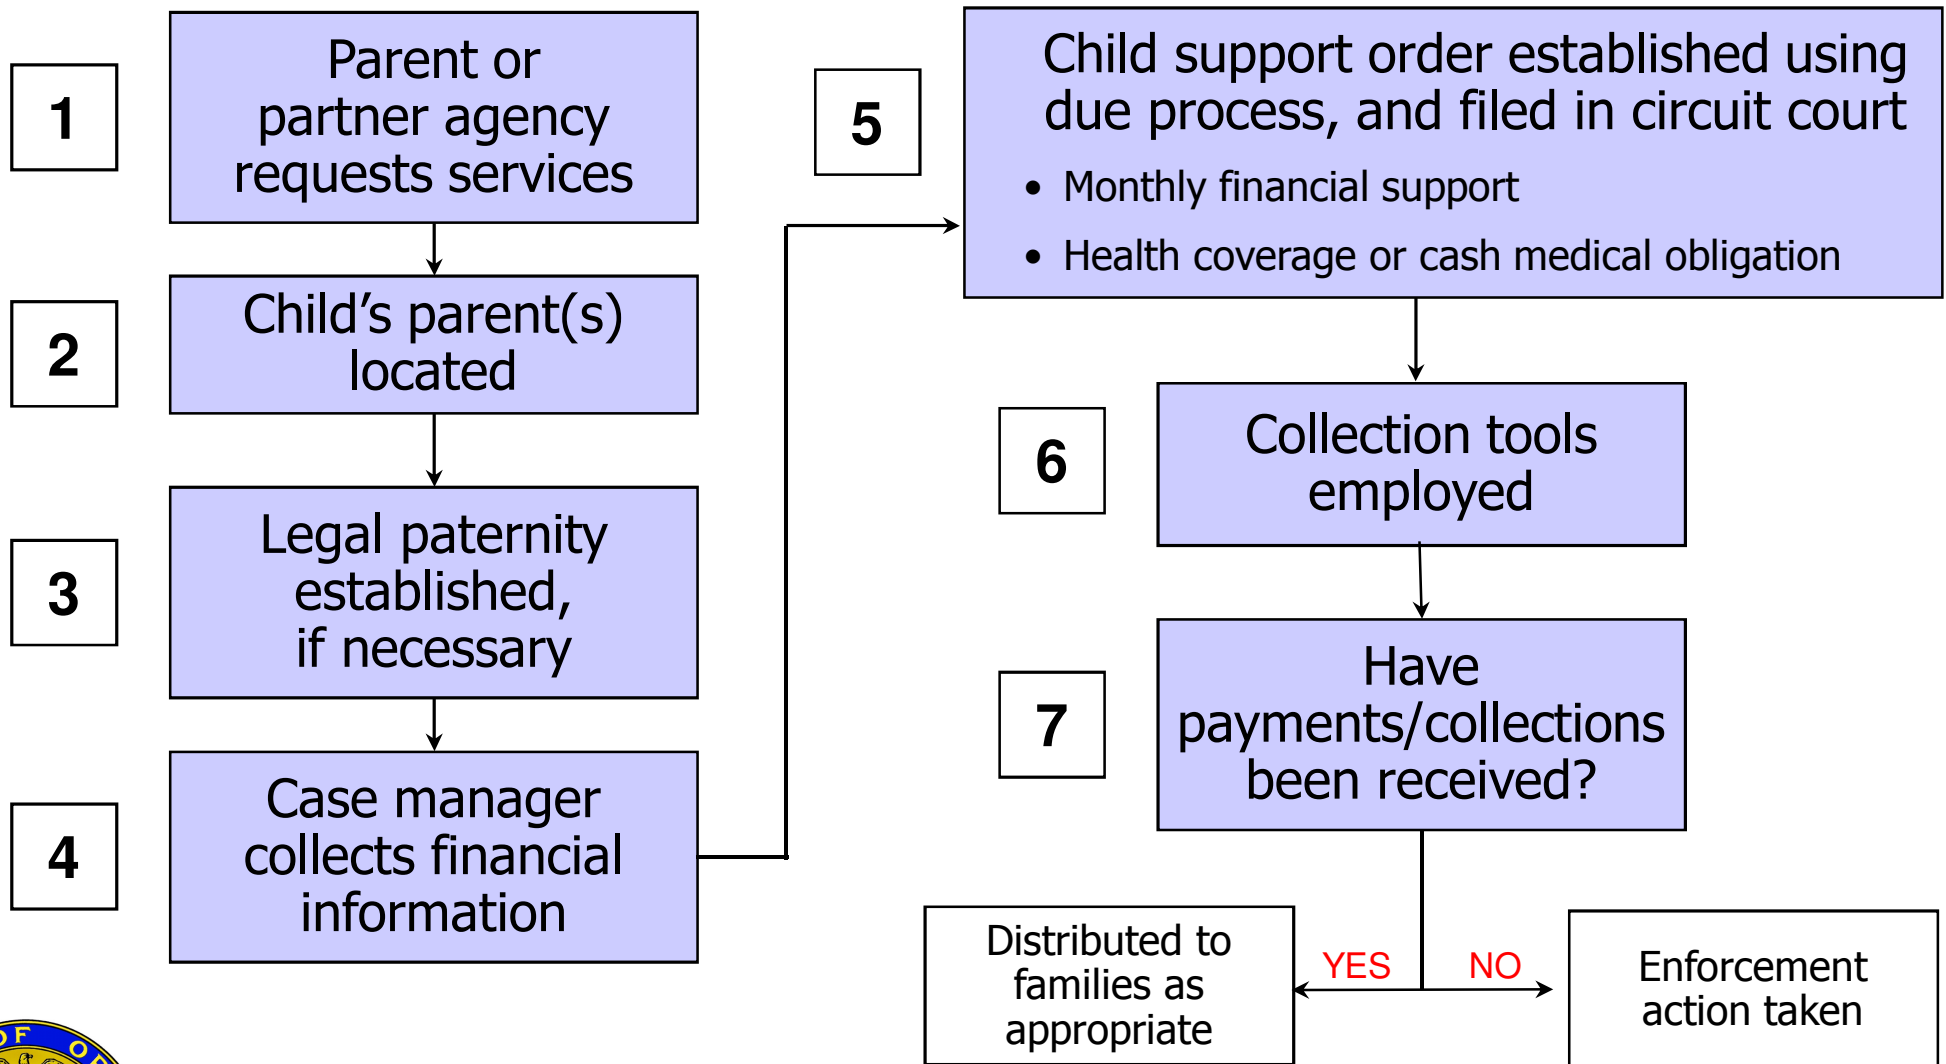 1
Parent or
partner agency
requests services
2
Child’s parent(s)
located
3
Legal paternity
established,
if necessary
4
Case manager
collects financial
information
5
Child support order established using
due process, and filed in circuit court
• Monthly financial support
• Health coverage or cash medical obligation
6
Collection tools
employed
7
Have
payments/collections
been received?
YES
NO
Distributed to
families as
appropriate
Enforcement
action taken
OF